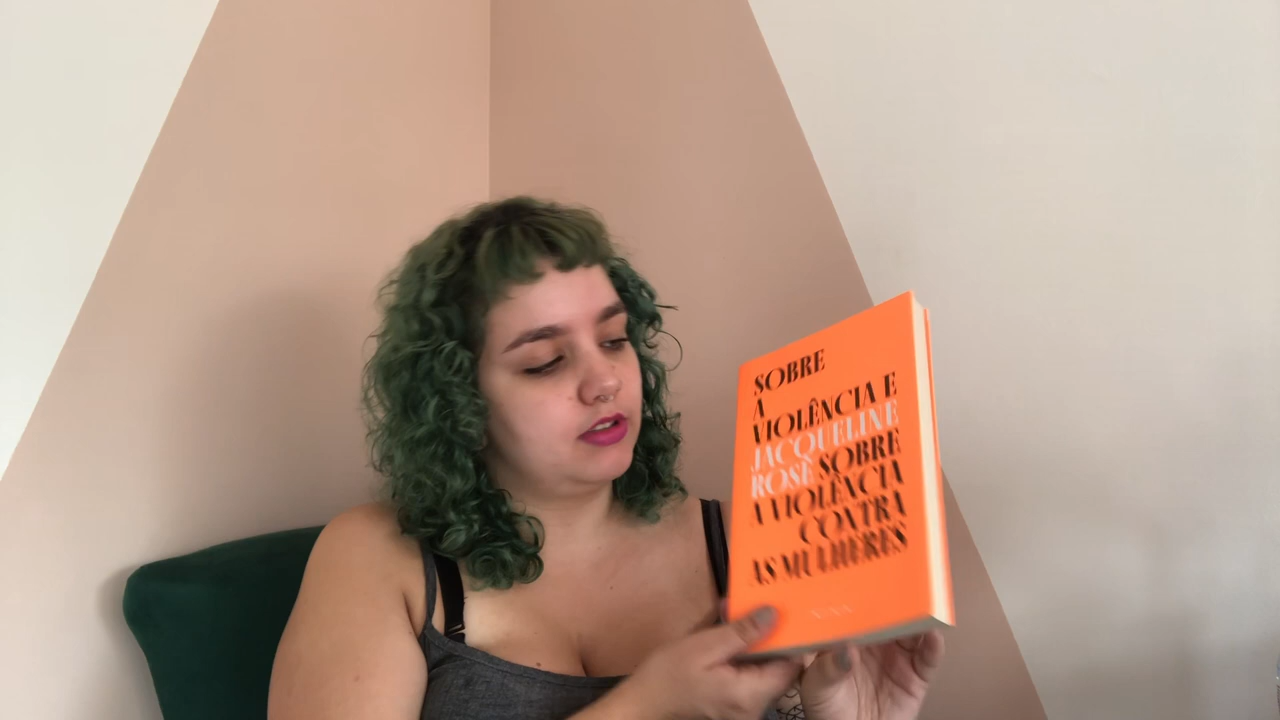 SOBRE
A
VIOLÊNCIA E
JACQUELINE
ROSE SOBRE
A VIOLÊNCIA
CONTRA
AS MULHERES